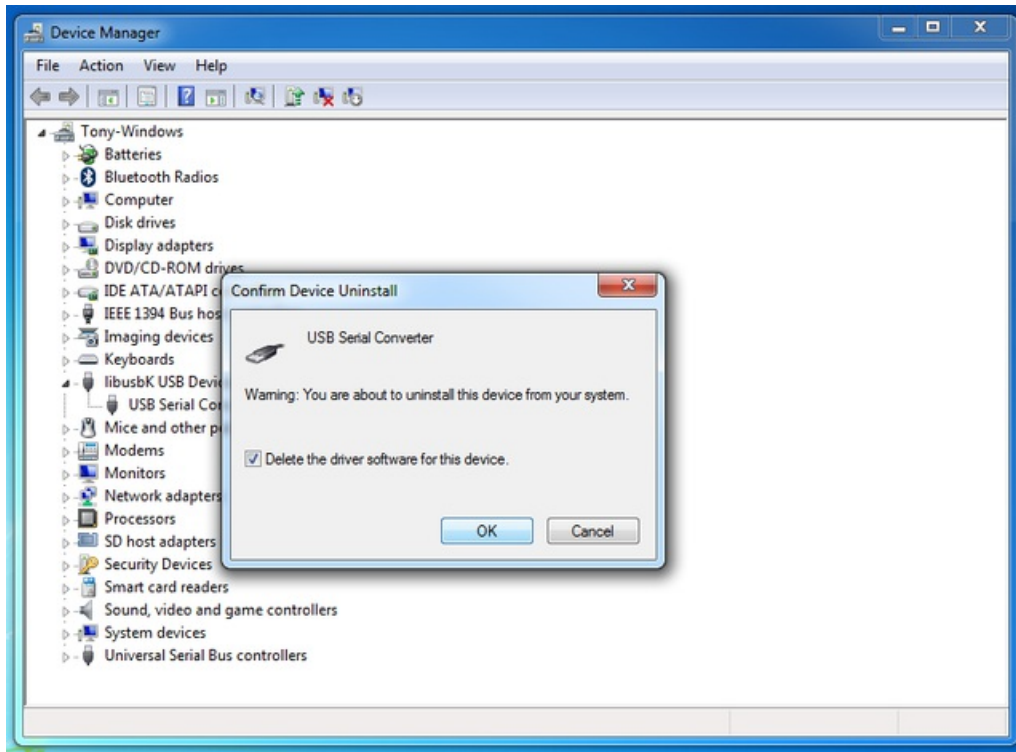 Device Manager
File Action View Help
Tony-Windows
Batteries
Bluetooth Radios
Computer
Disk drives
Display adapters
DVD/CD-ROM drives
IDE ATA/ATAPI c
IEEE 1394 Bus hos
Imaging devices
Keyboards
libusbK USB Devi
USB Serial Co
Mice and other p
Modems
Monitors
Network adapters
Processors
SD host adapters
Security Devices
Smart card readers
Sound, video and game controllers
System devices
Universal Serial Bus controllers
Confirm Device Uninstall
USB Serial Converter
Warning: You are about to uninstall this device from your system.
Delete the driver software for this device.
OK Cancel